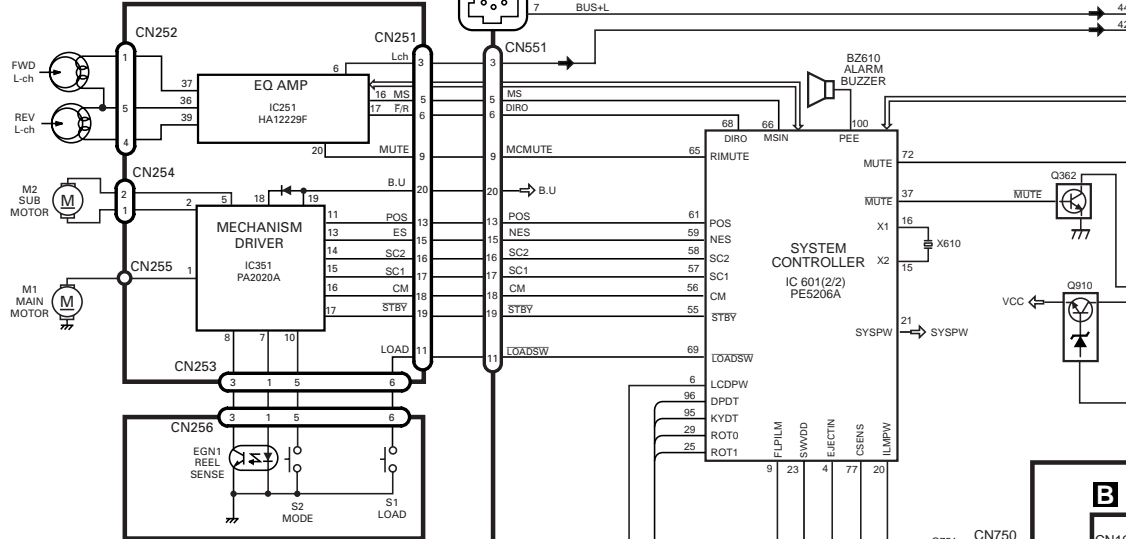 7 BUS+L
44
42
CN252
CN251
CN551
FWD
L-ch
REV
L-ch
1
5
4
37
36
39
EQ AMP
IC251
HA12229F
6 Lch 3 3
16 MS 5 5 MS
17 F/R 6 6 DIRO
20 MUTE 9 9 MCMUTE 65 RIMUTE
BZ610
ALARM
BUZZER
68 66 100
DIRO MSIN PEE
CN254
M2
SUB
MOTOR
M
2
1
5
2
18 19
B.U 20 20 B.U
MECHANISM
DRIVER
IC351
PA2020A
11 POS 13 13 POS 61 POS
13 ES 15 15 NES 59 NES
14 SC2 16 16 SC2 58 SC2
15 SC1 17 17 SC1 57 SC1
16 CM 18 18 CM 56 CM
17 STBY 19 19 STBY 55 STBY
CN255
M1
MAIN
MOTOR
M
1
8 7 10
LOAD 11 11 LOADSW 69 LOADSW
SYSTEM
CONTROLLER
IC 601(2/2)
PE5206A
MUTE 72
MUTE 37 MUTE
Q362
X1 16
X610
X2 15
SYSPW 21 SYSPW
VCC
Q910
6 LCDPW
96 DPDT
95 KYDT
29 ROT0
25 ROT1
FLPILM
SWVDD
EJECTIN
CSENS
ILMPW
9 23 4 77 20
CN253
3 1 5 6
CN256
3 1 5 6
EGN1
REEL
SENSE
S2
MODE
S1
LOAD
B
CN750